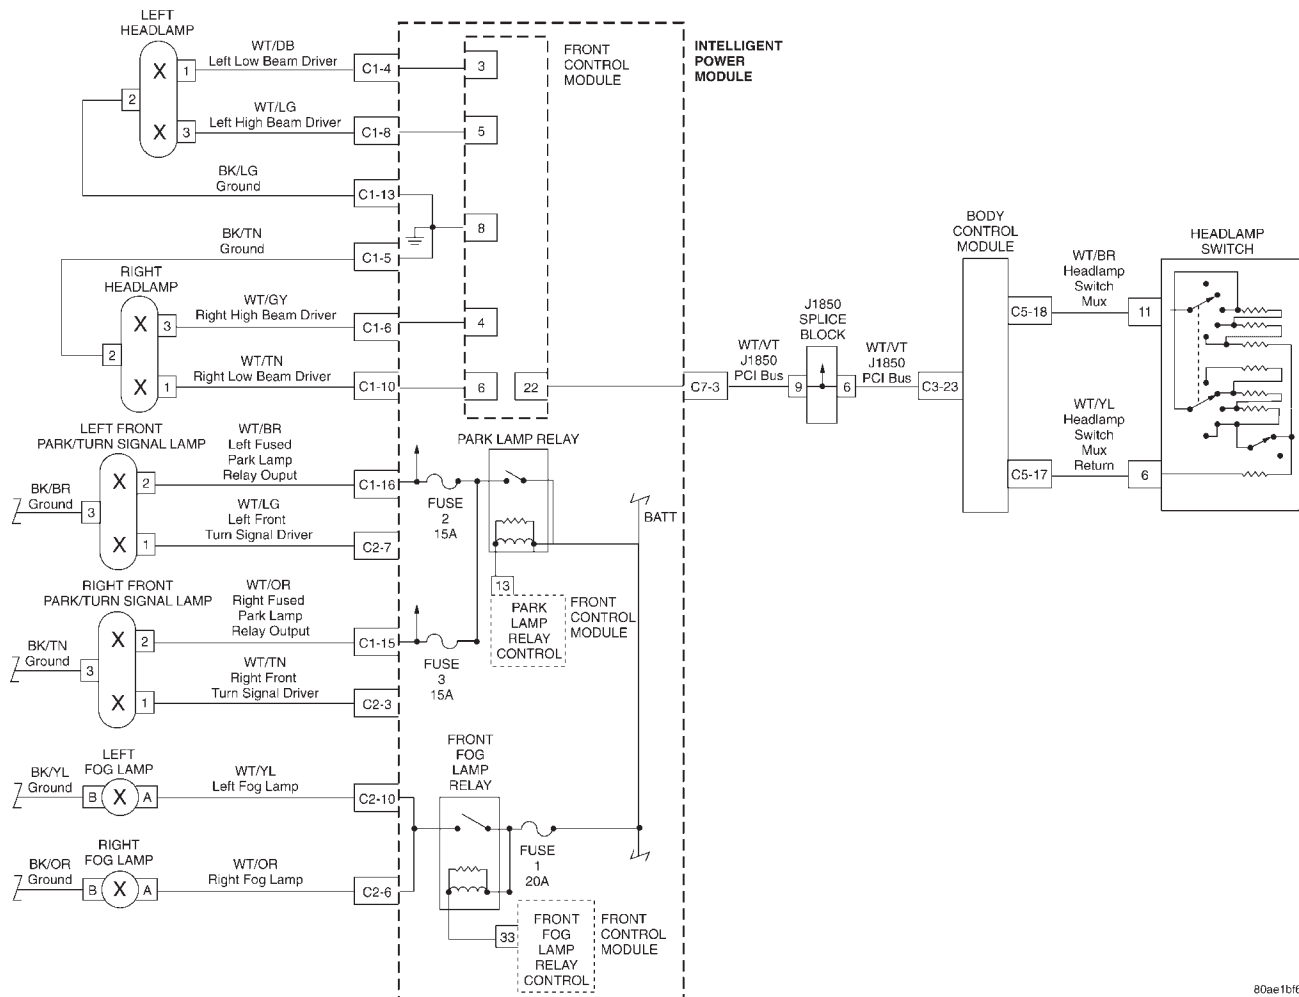 LEFT
HEADLAMP
X
X
1
2
3
WT/DB
Left Low Beam Driver
C1-4
3
WT/LG
Left High Beam Driver
C1-8
5
BK/LG
Ground
C1-13
8
BK/TN
Ground
C1-5
FRONT
CONTROL
MODULE
INTELLIGENT
POWER
MODULE
RIGHT
HEADLAMP
X
X
3
2
1
WT/GY
Right High Beam Driver
C1-6
4
WT/TN
Right Low Beam Driver
C1-10
6
22
C7-3
WT/VT
J1850
PCI Bus
9
J1850
SPLICE
BLOCK
6
WT/VT
J1850
PCI Bus
C3-23
BODY
CONTROL
MODULE
C5-18
WT/BR
Headlamp
Switch
Mux
11
C5-17
WT/YL
Headlamp
Switch
Mux
Return
6
HEADLAMP
SWITCH
LEFT FRONT
PARK/TURN SIGNAL LAMP
X
X
2
3
1
BK/BR
Ground
WT/BR
Left Fused
Park Lamp
Relay Ouput
C1-16
WT/LG
Left Front
Turn Signal Driver
C2-7
FUSE
2
15A
PARK LAMP RELAY
BATT
13
PARK
LAMP
RELAY
CONTROL
FRONT
CONTROL
MODULE
RIGHT FRONT
PARK/TURN SIGNAL LAMP
X
X
2
3
1
BK/TN
Ground
WT/OR
Right Fused
Park Lamp
Relay Output
C1-15
WT/TN
Right Front
Turn Signal Driver
C2-3
FUSE
3
15A
LEFT
FOG LAMP
BK/YL
Ground
B
X
A
WT/YL
Left Fog Lamp
C2-10
RIGHT
FOG LAMP
BK/OR
Ground
B
X
A
WT/OR
Right Fog Lamp
C2-6
FRONT
FOG
LAMP
RELAY
FUSE
1
20A
33
FRONT
FOG
LAMP
RELAY
CONTROL
FRONT
CONTROL
MODULE
80ae1bf6